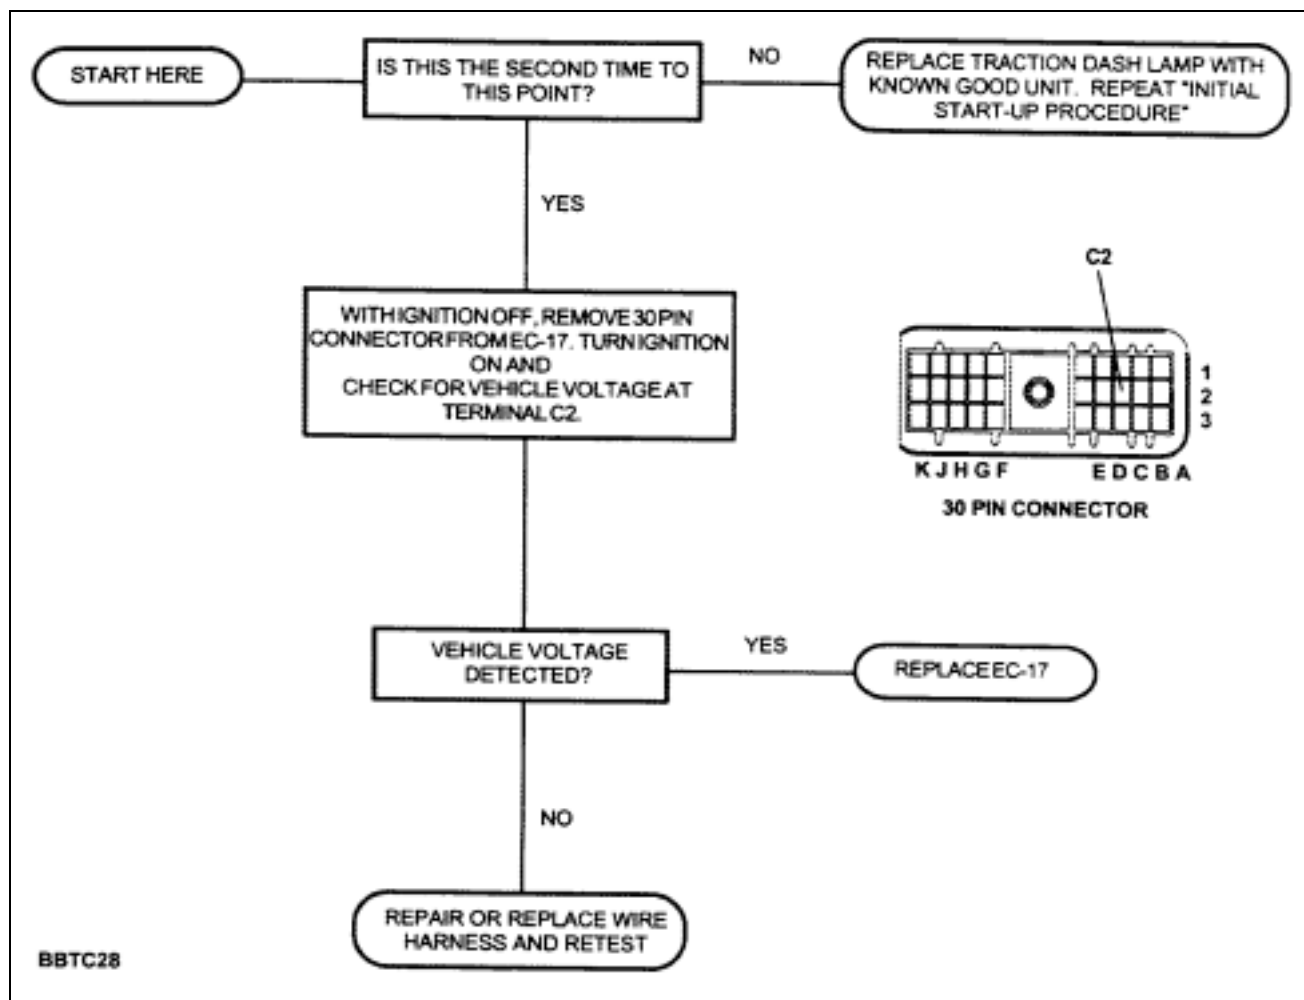 START HERE
IS THIS THE SECOND TIME TO
THIS POINT?
NO
REPLACE TRACTION DASH LAMP WITH
KNOWN GOOD UNIT. REPEAT "INITIAL
START-UP PROCEDURE"
YES
WITH IGNITION OFF, REMOVE 30 PIN
CONNECTOR FROM EC-17. TURN IGNITION
ON AND
CHECK FOR VEHICLE VOLTAGE AT
TERMINAL C2.
C2
1
2
3
K J H G F E D C B A
30 PIN CONNECTOR
VEHICLE VOLTAGE
DETECTED?
YES
REPLACE EC-17
NO
REPAIR OR REPLACE WIRE
HARNESS AND RETEST
BBTC28